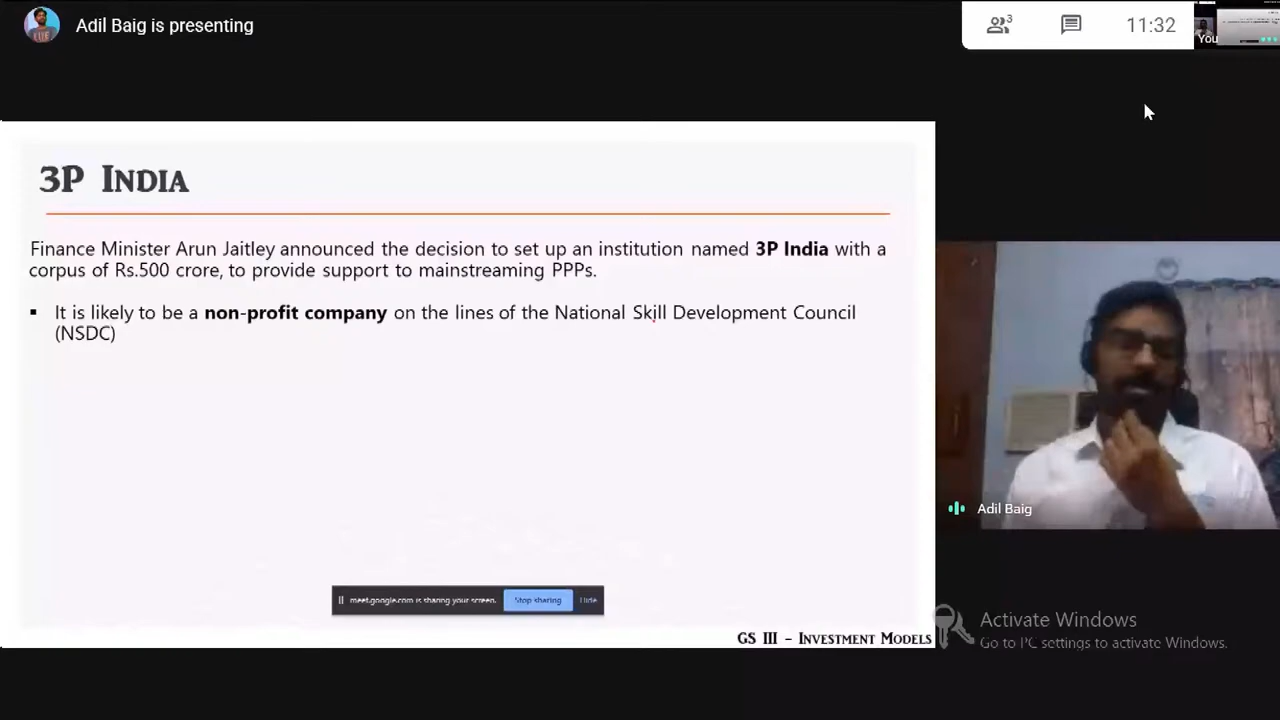 Adil Baig is presenting
3
11:32
You
3P India
Finance Minister Arun Jaitley announced the decision to set up an institution named 3P India with a
corpus of Rs.500 crore, to provide support to mainstreaming PPPs.
▪ It is likely to be a non-profit company on the lines of the National Skill Development Council
(NSDC)
Adil Baig
meet.google.com is sharing your screen.
Stop sharing
Hide
Activate Windows
Go to PC settings to activate Windows.
GS III – Investment Models